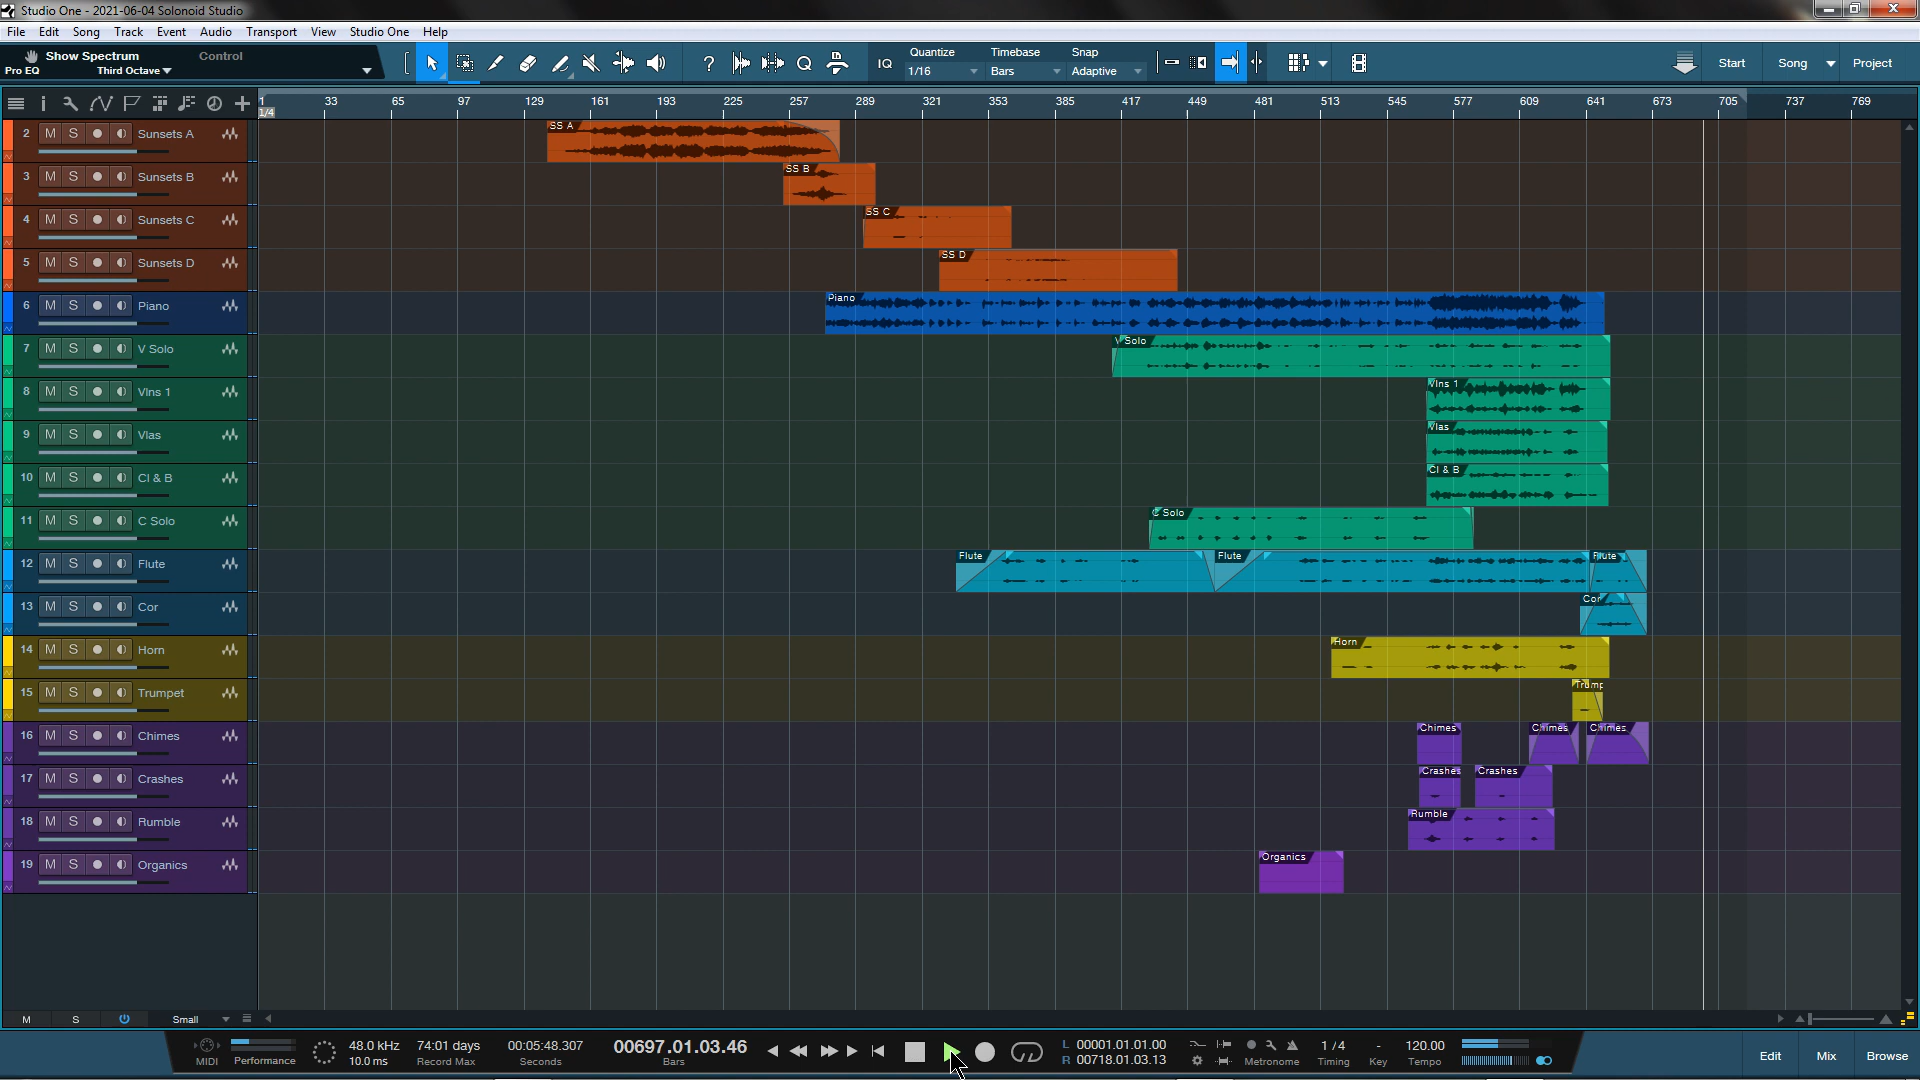 Studio One - 2021-06-04 Solonoid Studio
File Edit Song Track Event Audio Transport View Studio One Help
Show Spectrum Control
Pro EQ Third Octave
? Q IQ
Quantize Timebase Snap
1/16 Bars Adaptive
Start Song Project
1 33 65 97 129 161 193 225 257 289 321 353 385 417 449 481 513 545 577 609 641 673 705 737 769
1/4
2 M S Sunsets A SS A
3 M S Sunsets B SS B
4 M S Sunsets C SS C
5 M S Sunsets D SS D
6 M S Piano Piano
7 M S V Solo V Solo
8 M S Vlns 1 Vlns 1
9 M S Vlas Vlas
10 M S Cl & B Cl & B
11 M S C Solo C Solo
12 M S Flute Flute Flute Flute
13 M S Cor Cor
14 M S Horn Horn
15 M S Trumpet Trump
16 M S Chimes Chimes Chimes Chimes
17 M S Crashes Crashes Crashes
18 M S Rumble Rumble
19 M S Organics Organics
M S Small
MIDI Performance
48.0 kHz
10.0 ms
74:01 days
Record Max
00:05:48.307
Seconds
00697.01.03.46
Bars
L 00001.01.01.00
R 00718.01.03.13
Metronome
1 / 4
Timing
-
Key
120.00
Tempo
Edit Mix Browse